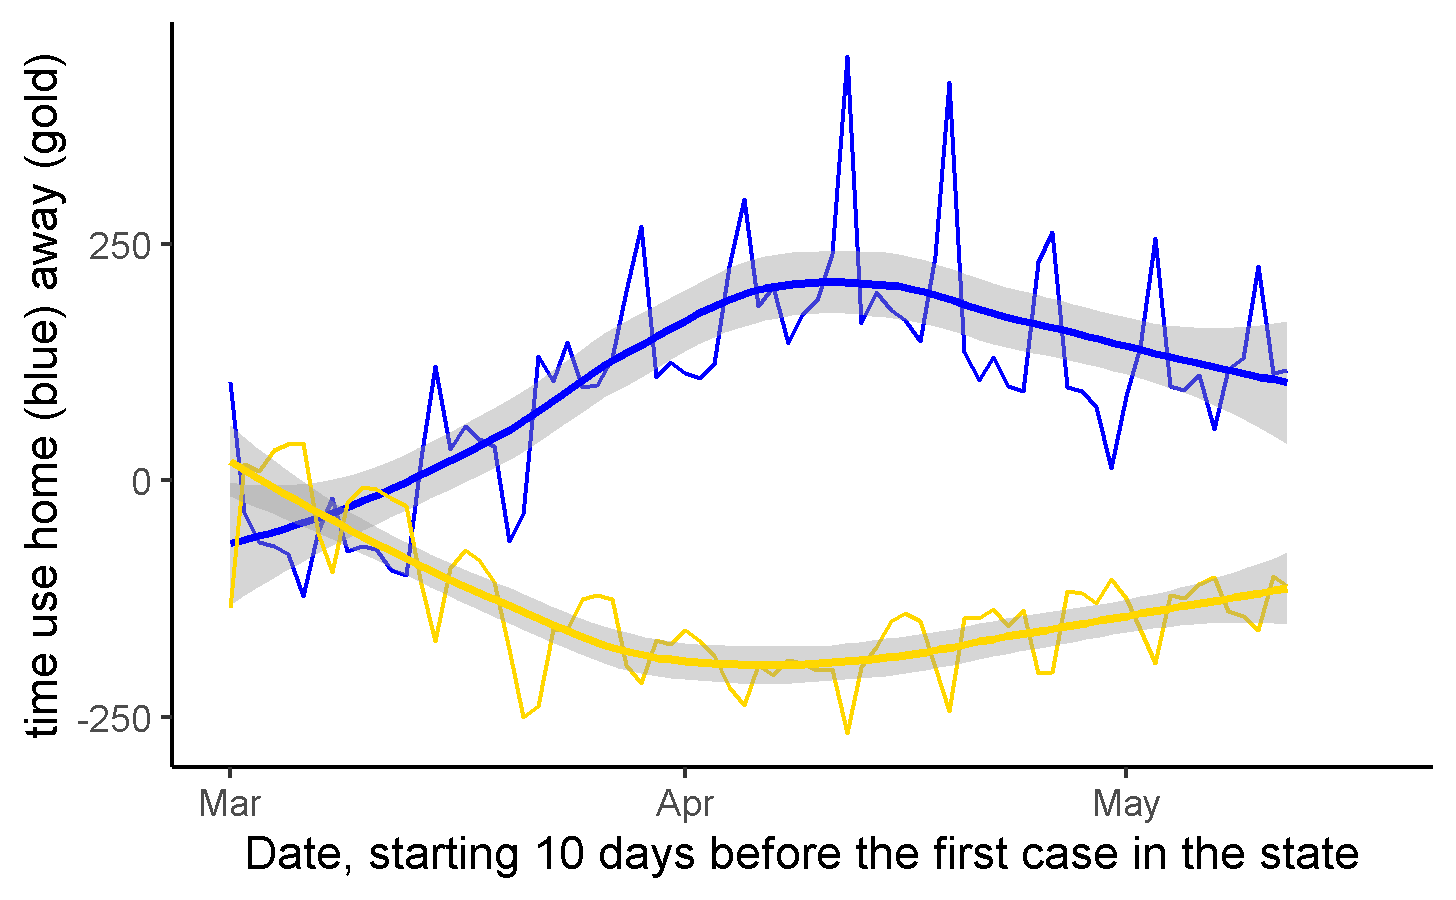 time use home (blue) away (gold)
250
0
-250
Mar
Apr
May
Date, starting 10 days before the first case in the state